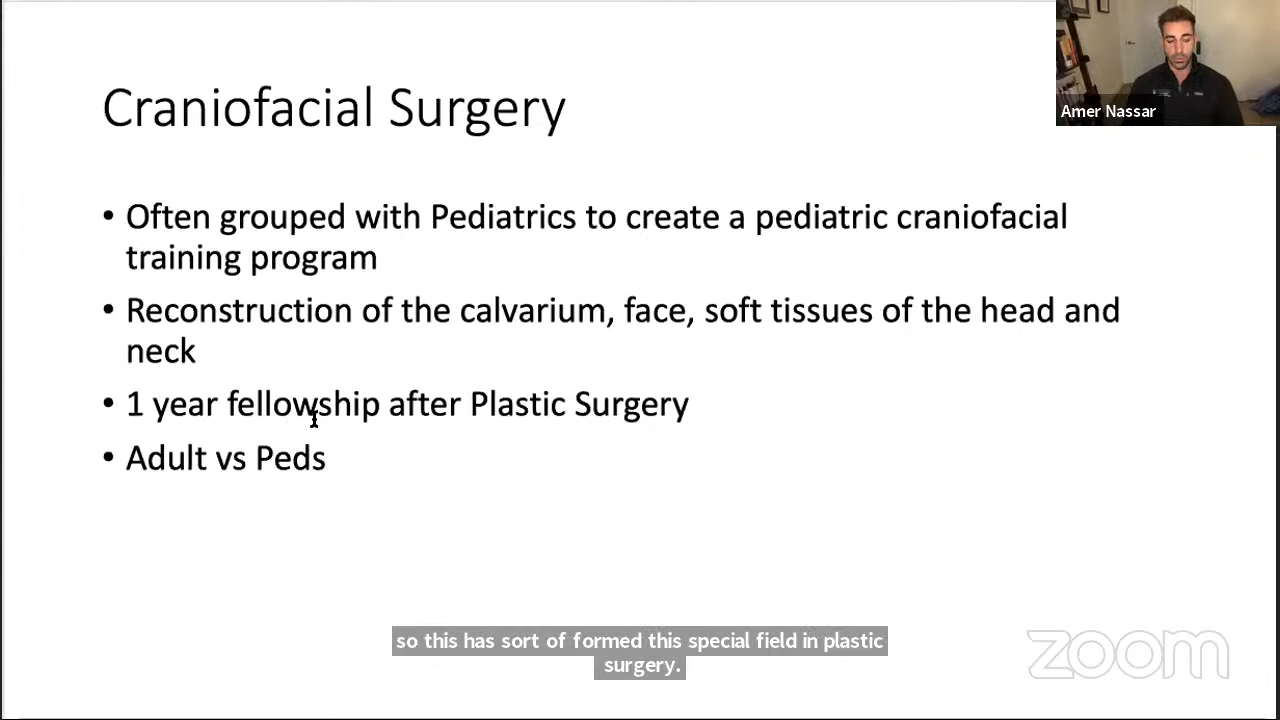 Craniofacial Surgery
Amer Nassar
• Often grouped with Pediatrics to create a pediatric craniofacial
training program
• Reconstruction of the calvarium, face, soft tissues of the head and
neck
• 1 year fellowship after Plastic Surgery
• Adult vs Peds
so this has sort of formed this special field in plastic
surgery.
zoom